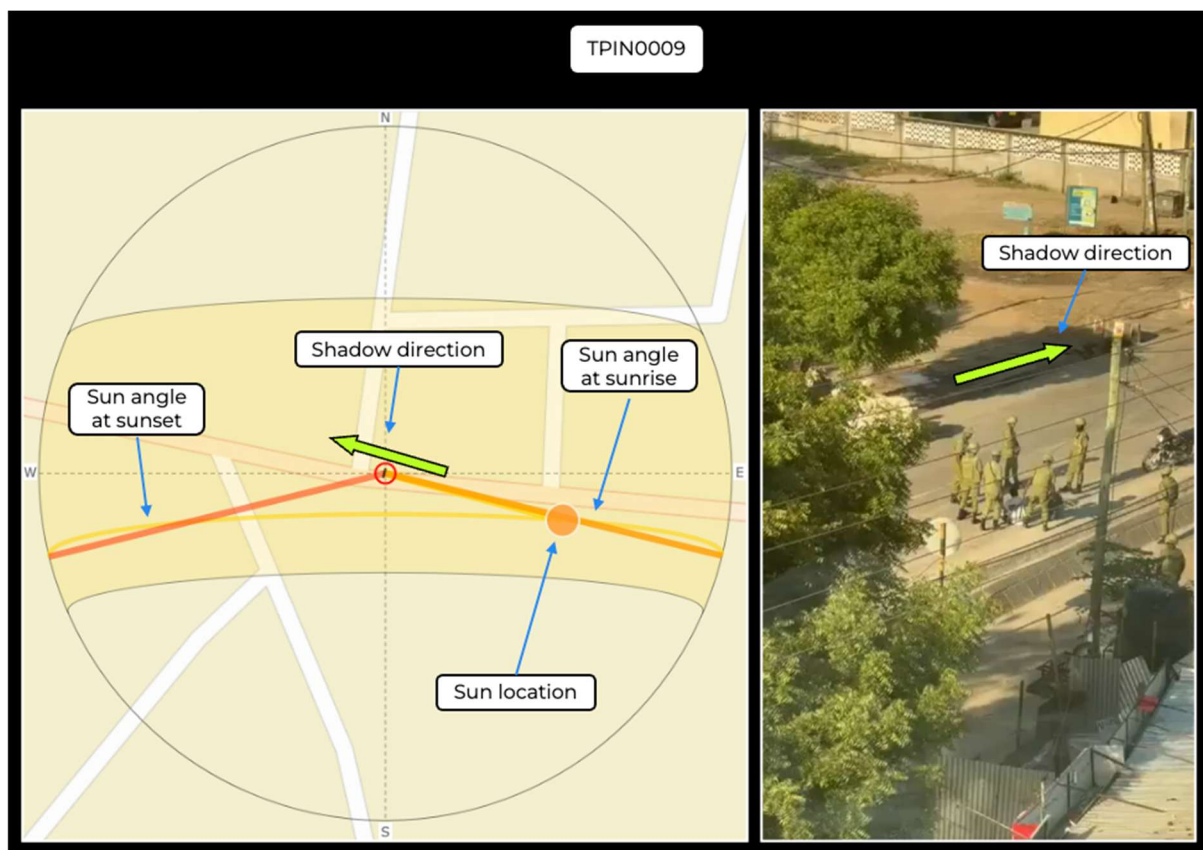 TPIN0009
N
Shadow direction
Sun angle
at sunrise
Sun angle
at sunset
W
E
Sun location
S
Shadow direction